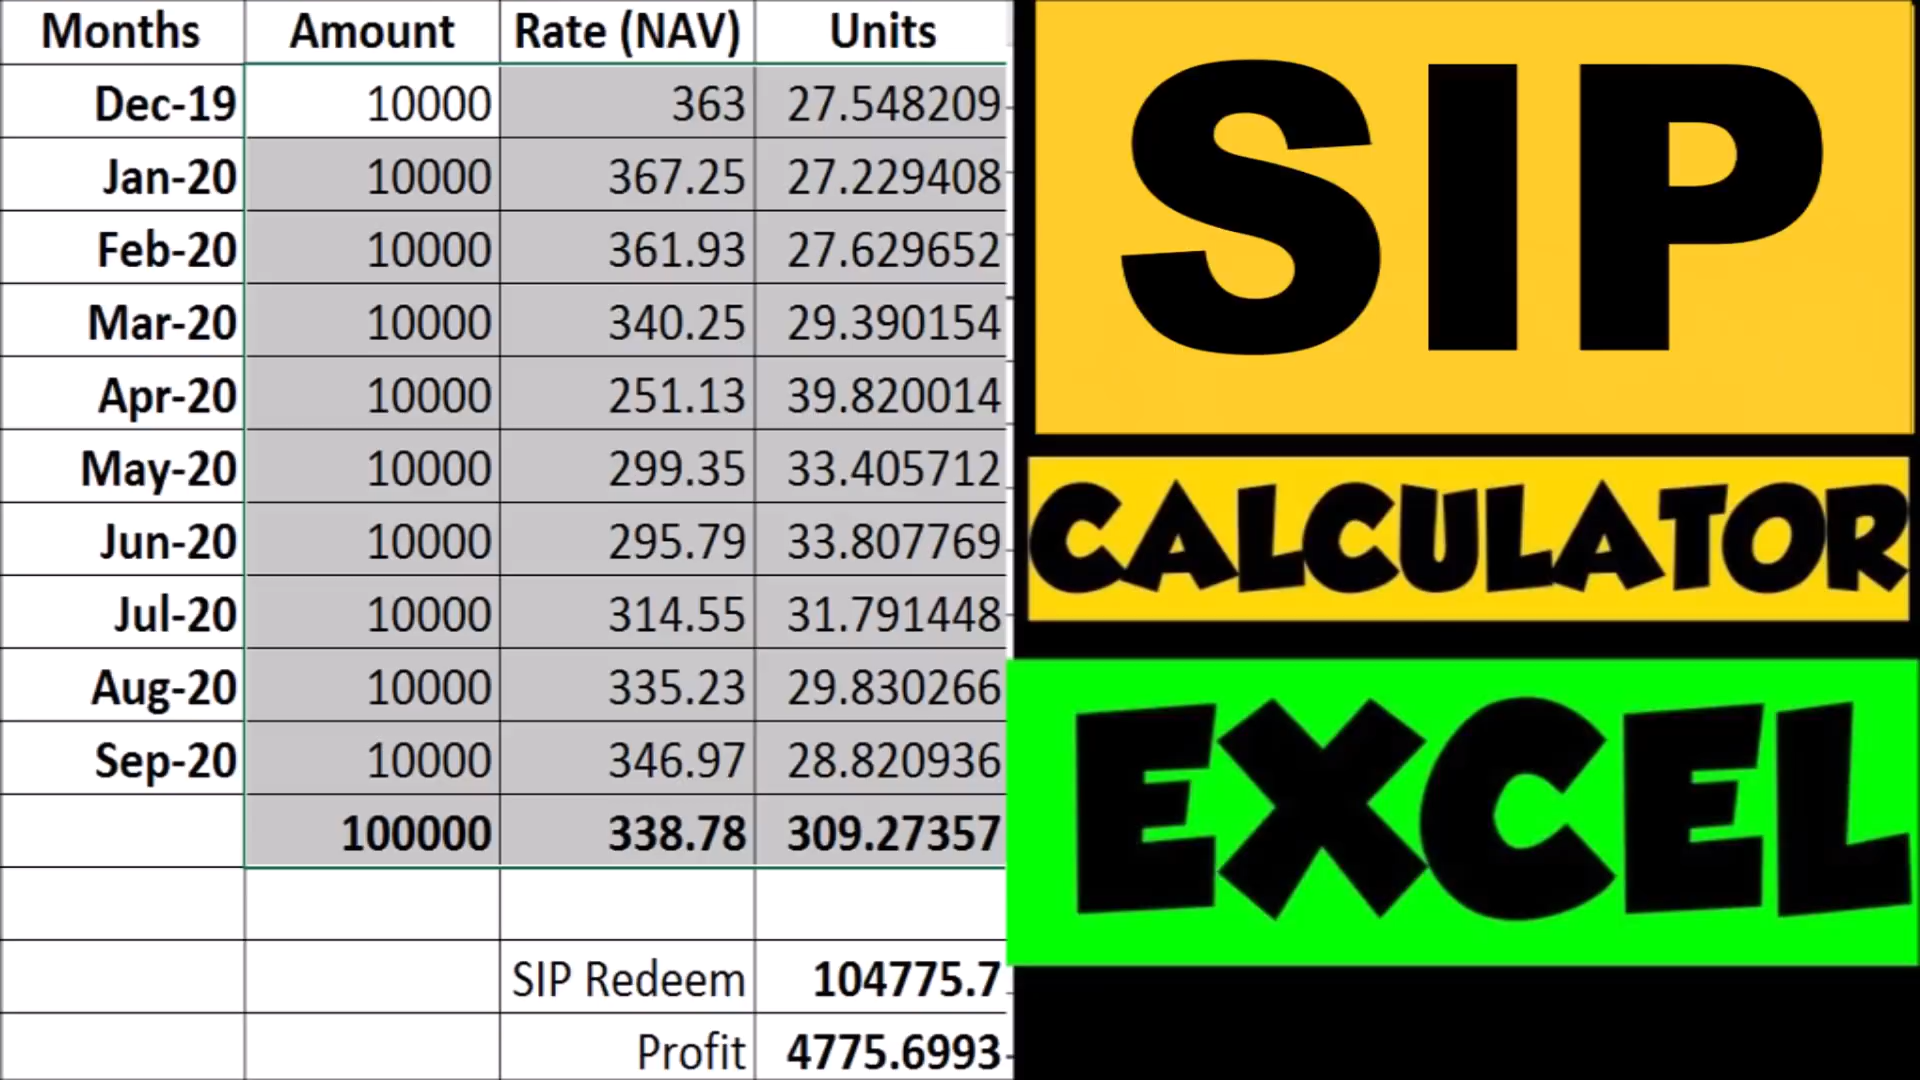 Months Amount Rate (NAV) Units
Dec-19 10000 363 27.548209
Jan-20 10000 367.25 27.229408
Feb-20 10000 361.93 27.629652
Mar-20 10000 340.25 29.390154
Apr-20 10000 251.13 39.820014
May-20 10000 299.35 33.405712
Jun-20 10000 295.79 33.807769
Jul-20 10000 314.55 31.791448
Aug-20 10000 335.23 29.830266
Sep-20 10000 346.97 28.820936
100000 338.78 309.27357
SIP Redeem 104775.7
Profit 4775.6993
SIP
CALCULATOR
EXCEL